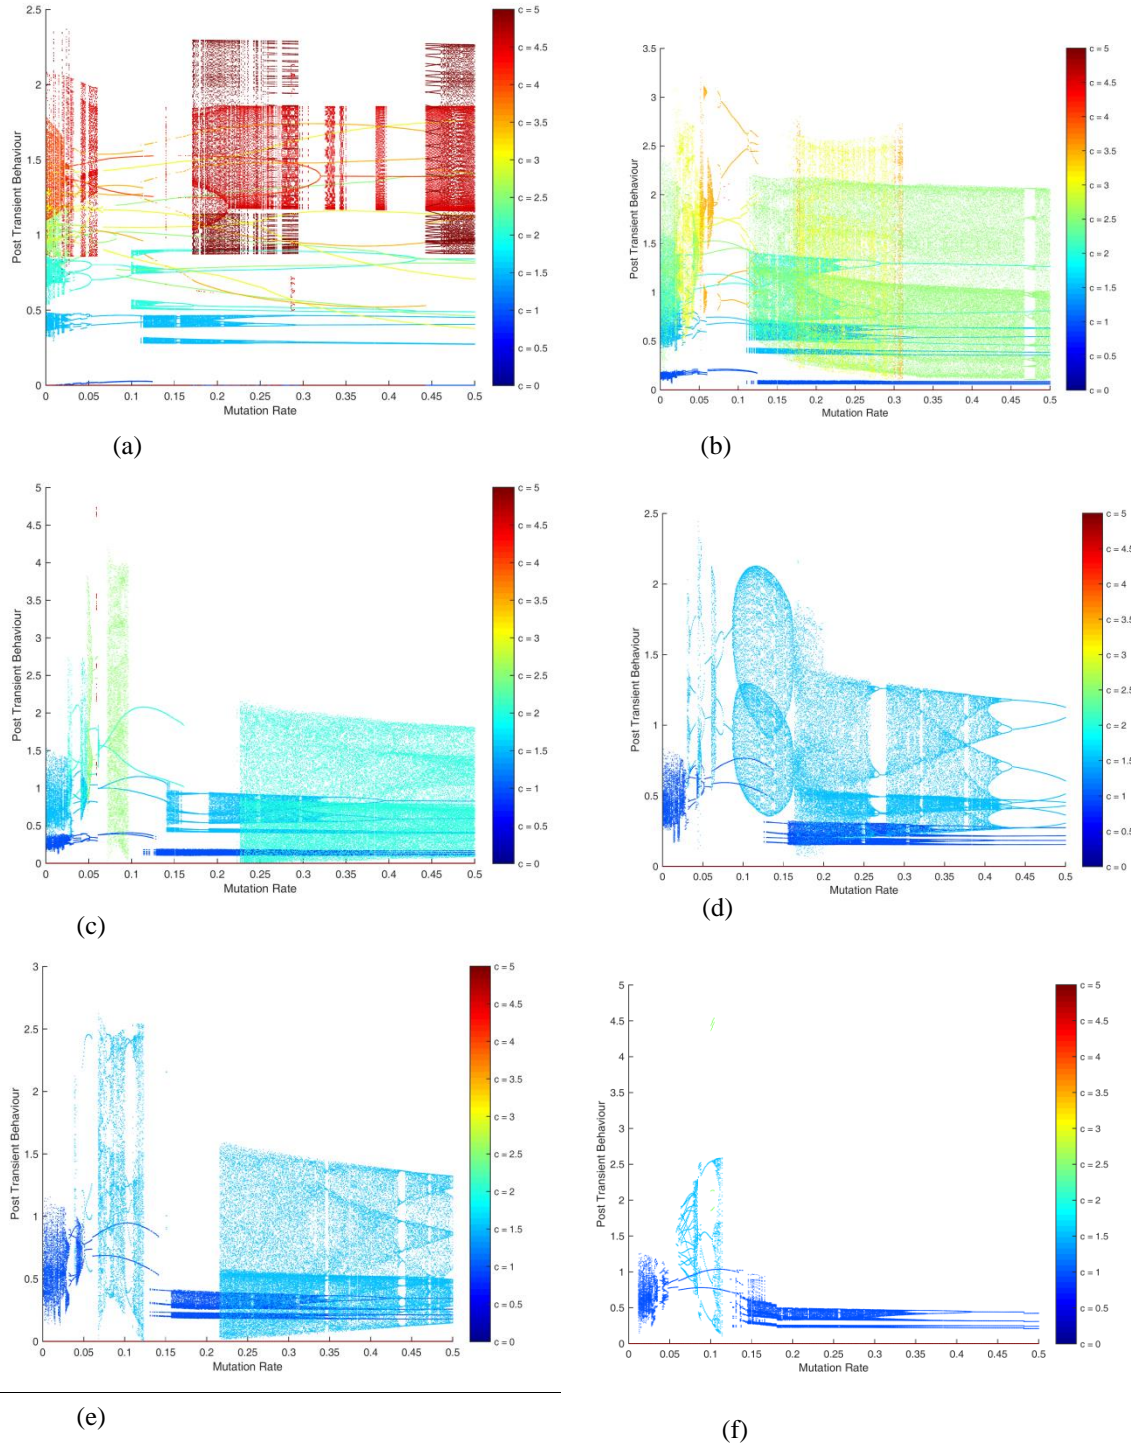 2.5
2
1.5
1
0.5
0
Post Transient Behaviour
0 0.05 0.1 0.15 0.2 0.25 0.3 0.35 0.4 0.45 0.5
Mutation Rate
c = 5
c = 4.5
c = 4
c = 3.5
c = 3
c = 2.5
c = 2
c = 1.5
c = 1
c = 0.5
c = 0
(a)
3.5
3
2.5
2
1.5
1
0.5
0
Post Transient Behaviour
0 0.05 0.1 0.15 0.2 0.25 0.3 0.35 0.4 0.45 0.5
Mutation Rate
c = 5
c = 4.5
c = 4
c = 3.5
c = 3
c = 2.5
c = 2
c = 1.5
c = 1
c = 0.5
c = 0
(b)
5
4.5
4
3.5
3
2.5
2
1.5
1
0.5
0
Post Transient Behaviour
0 0.05 0.1 0.15 0.2 0.25 0.3 0.35 0.4 0.45 0.5
Mutation Rate
c = 5
c = 4.5
c = 4
c = 3.5
c = 3
c = 2.5
c = 2
c = 1.5
c = 1
c = 0.5
c = 0
(c)
2.5
2
1.5
1
0.5
0
Post Transient Behaviour
0 0.05 0.1 0.15 0.2 0.25 0.3 0.35 0.4 0.45 0.5
Mutation Rate
c = 5
c = 4.5
c = 4
c = 3.5
c = 3
c = 2.5
c = 2
c = 1.5
c = 1
c = 0.5
c = 0
(d)
3
2.5
2
1.5
1
0.5
0
Post Transient Behaviour
0 0.05 0.1 0.15 0.2 0.25 0.3 0.35 0.4 0.45 0.5
Mutation Rate
c = 5
c = 4.5
c = 4
c = 3.5
c = 3
c = 2.5
c = 2
c = 1.5
c = 1
c = 0.5
c = 0
(e)
5
4.5
4
3.5
3
2.5
2
1.5
1
0.5
0
Post Transient Behaviour
0 0.05 0.1 0.15 0.2 0.25 0.3 0.35 0.4 0.45 0.5
Mutation Rate
c = 5
c = 4.5
c = 4
c = 3.5
c = 3
c = 2.5
c = 2
c = 1.5
c = 1
c = 0.5
c = 0
(f)